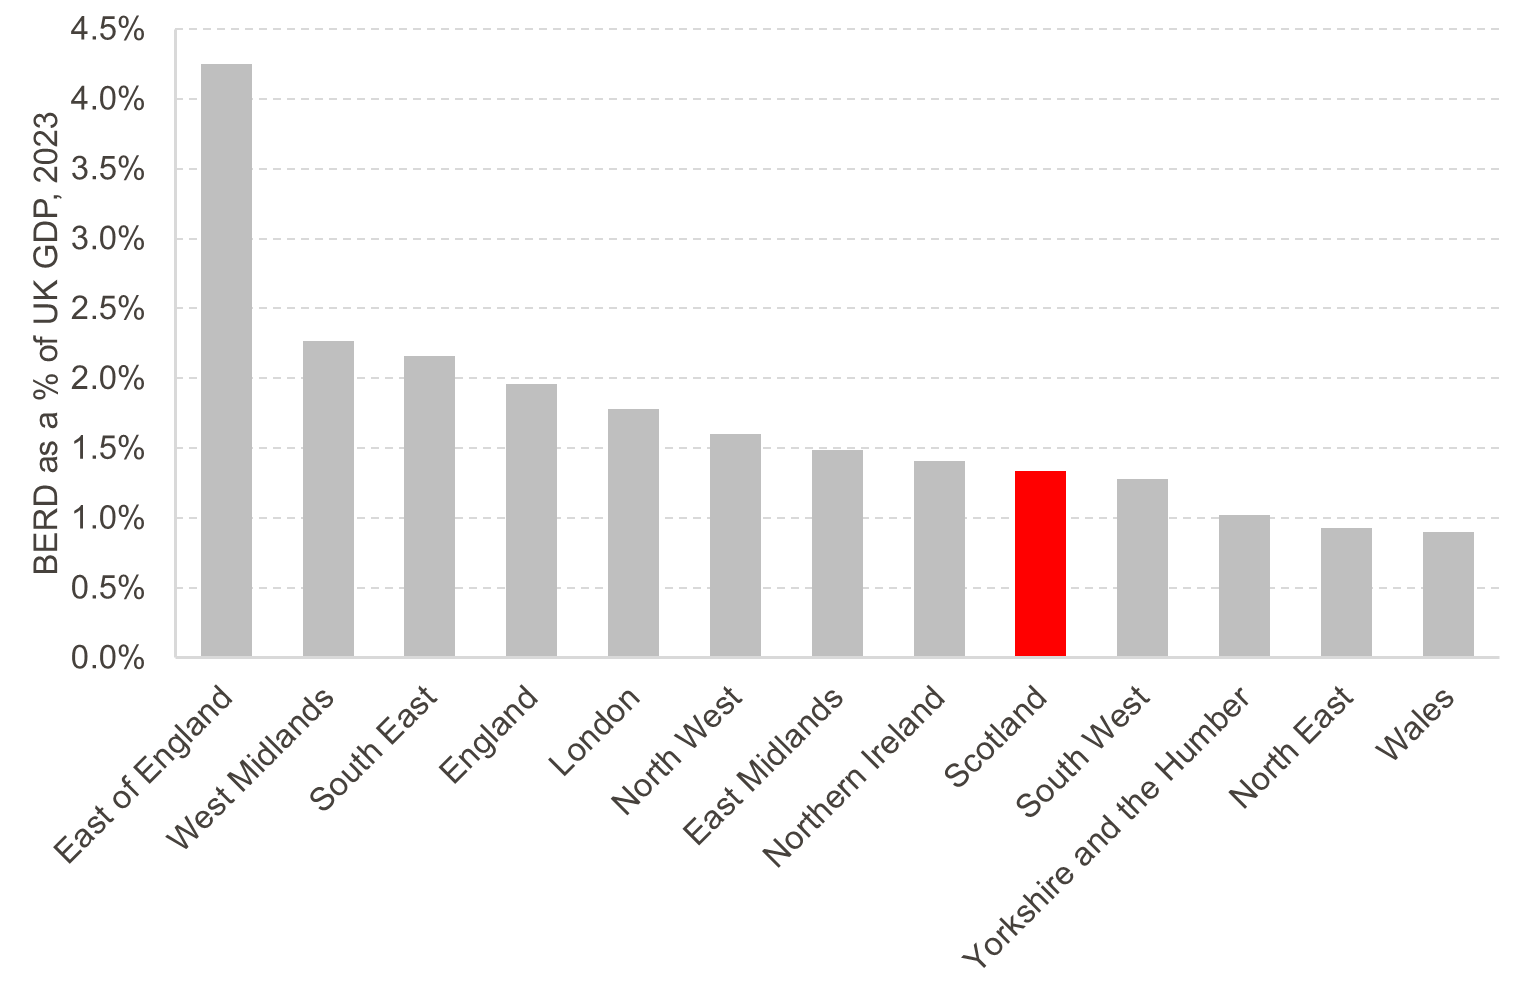 BERD as a % of UK GDP, 2023
4.5%
4.0%
3.5%
3.0%
2.5%
2.0%
1.5%
1.0%
0.5%
0.0%
East of England
West Midlands
South East
England
London
North West
East Midlands
Northern Ireland
Scotland
South West
Yorkshire and the Humber
North East
Wales